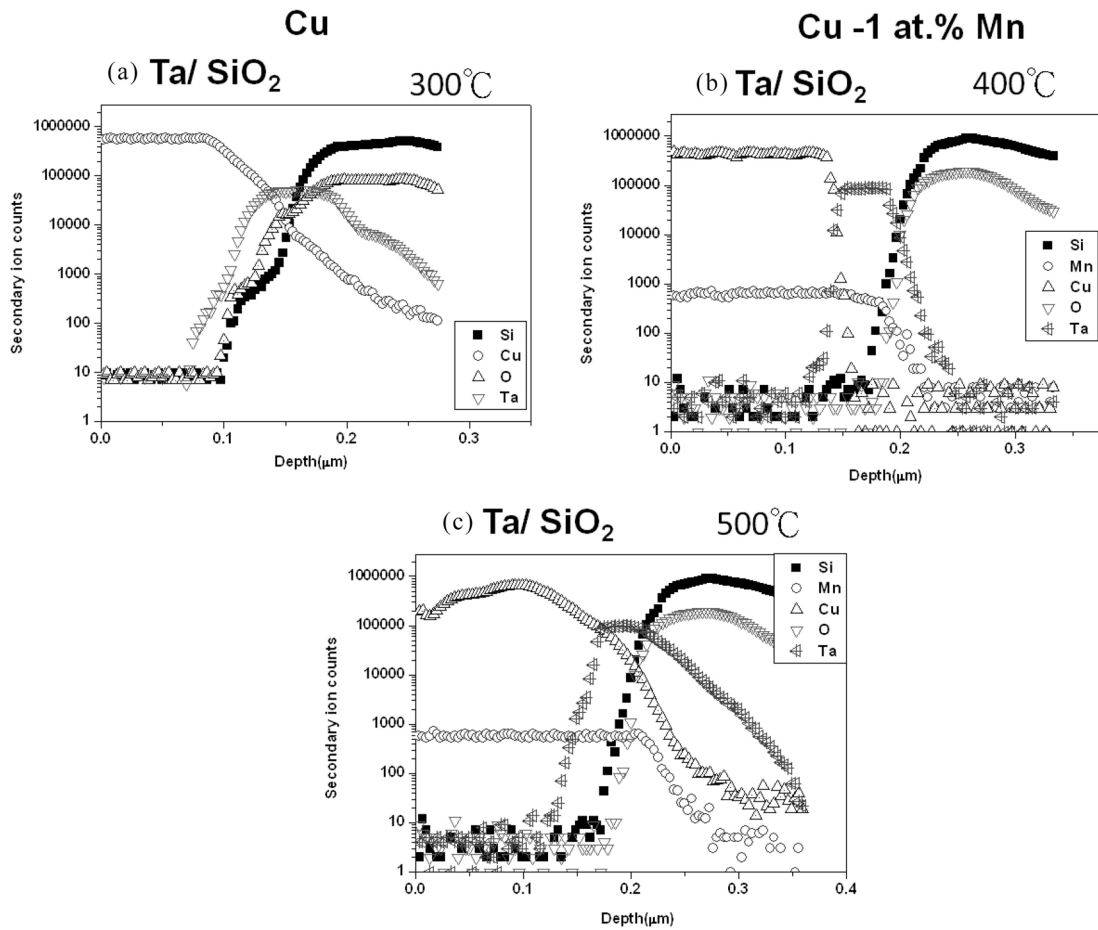 Cu
Cu -1 at.% Mn
(a) Ta/ SiO₂ 300℃
Secondary ion counts
1000000
100000
10000
1000
100
10
1
0.0 0.1 0.2 0.3
Depth(μm)
Si
Cu
O
Ta
(b) Ta/ SiO₂ 400℃
Secondary ion counts
1000000
100000
10000
1000
100
10
1
0.0 0.1 0.2 0.3
Depth(μm)
Si
Mn
Cu
O
Ta
(c) Ta/ SiO₂ 500℃
Secondary ion counts
1000000
100000
10000
1000
100
10
1
0.0 0.1 0.2 0.3 0.4
Depth(μm)
Si
Mn
Cu
O
Ta